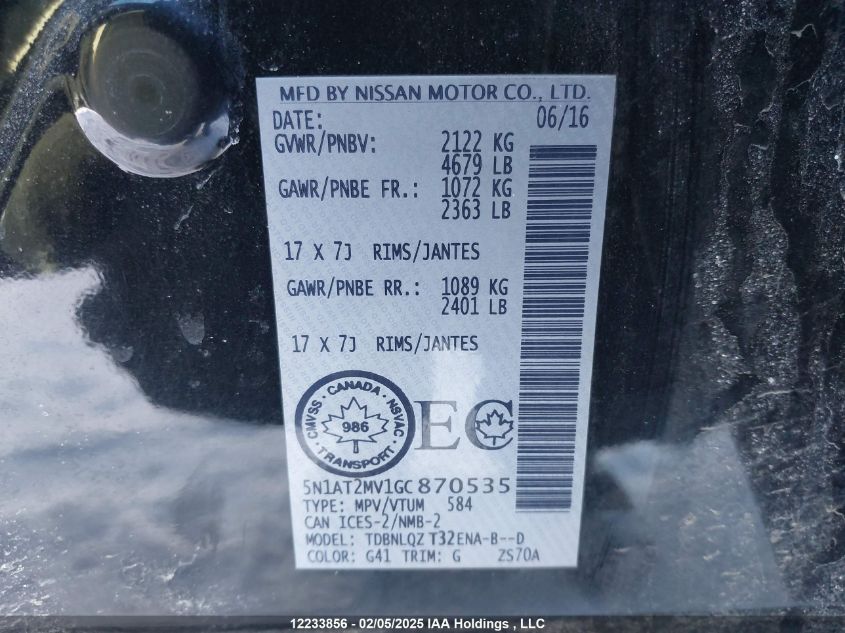 MFD BY NISSAN MOTOR CO., LTD.
DATE: 06/16
GVWR/PNBV: 2122 KG
4679 LB
GAWR/PNBE FR.: 1072 KG
2363 LB
17 X 7J RIMS/JANTES
GAWR/PNBE RR.: 1089 KG
2401 LB
17 X 7J RIMS/JANTES
CMVSS · CANADA · NSVAC · TRANSPORT ·
986
EC
5N1AT2MV1GC870535
TYPE: MPV/VTUM 584
CAN ICES-2/NMB-2
MODEL: TDBNLQZ T32ENA-B--D
COLOR: G41 TRIM: G ZS70A
12233856 - 02/05/2025 IAA Holdings , LLC